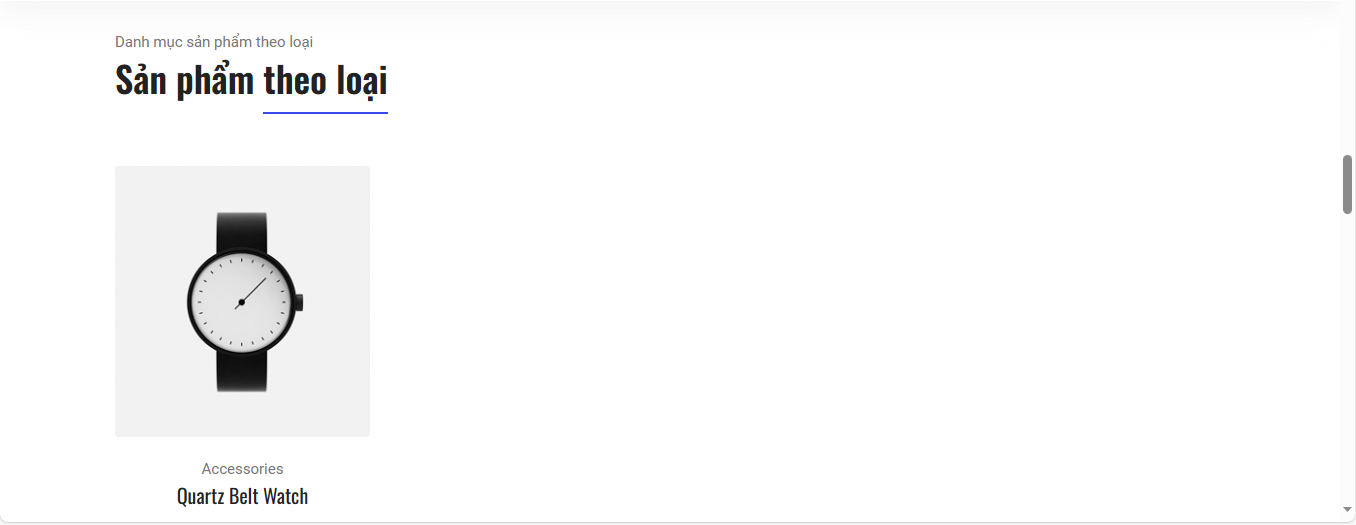 Danh mục sản phẩm theo loại
Sản phẩm theo loại
Accessories
Quartz Belt Watch